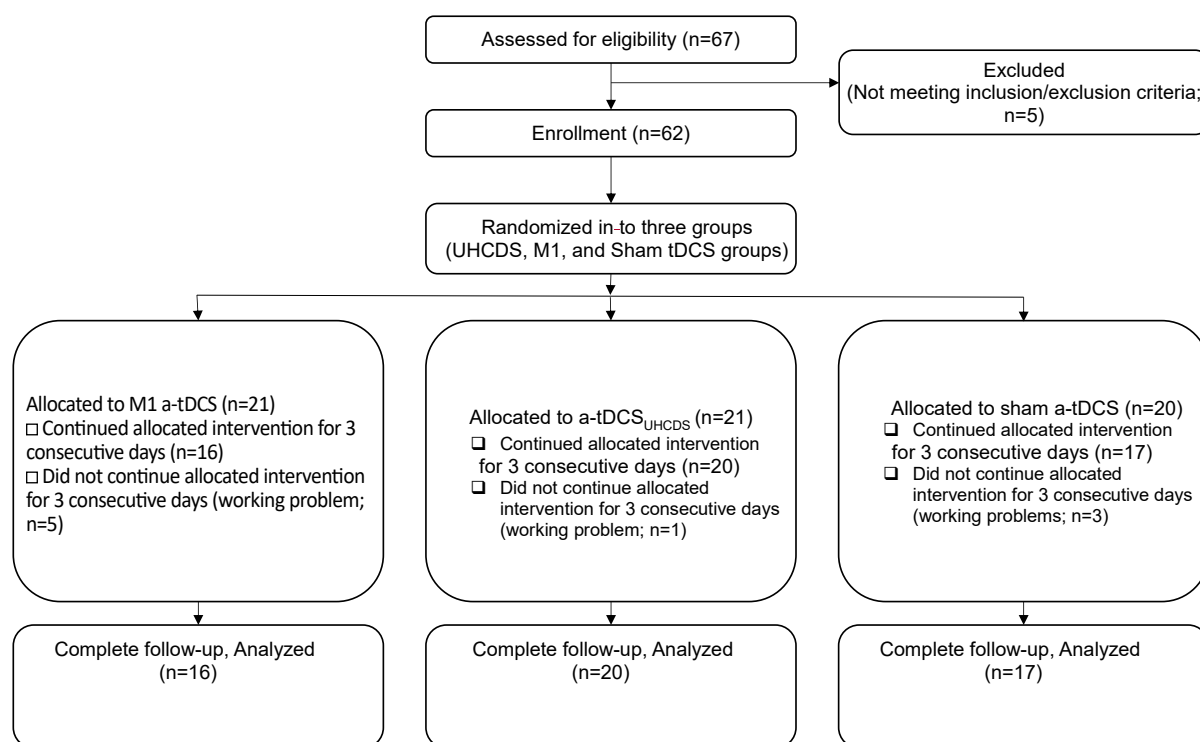 Assessed for eligibility (n=67)
Excluded
(Not meeting inclusion/exclusion criteria;
n=5)
Enrollment (n=62)
Randomized in-to three groups
(UHCDS, M1, and Sham tDCS groups)
Allocated to M1 a-tDCS (n=21)
□ Continued allocated intervention for 3
consecutive days (n=16)
□ Did not continue allocated intervention
for 3 consecutive days (working problem;
n=5)
Allocated to a-tDCSUHCDS (n=21)
❑ Continued allocated intervention
for 3 consecutive days (n=20)
❑ Did not continue allocated
intervention for 3 consecutive days
(working problem; n=1)
Allocated to sham a-tDCS (n=20)
❑ Continued allocated intervention
for 3 consecutive days (n=17)
❑ Did not continue allocated
intervention for 3 consecutive days
(working problems; n=3)
Complete follow-up, Analyzed
(n=16)
Complete follow-up, Analyzed
(n=20)
Complete follow-up, Analyzed
(n=17)